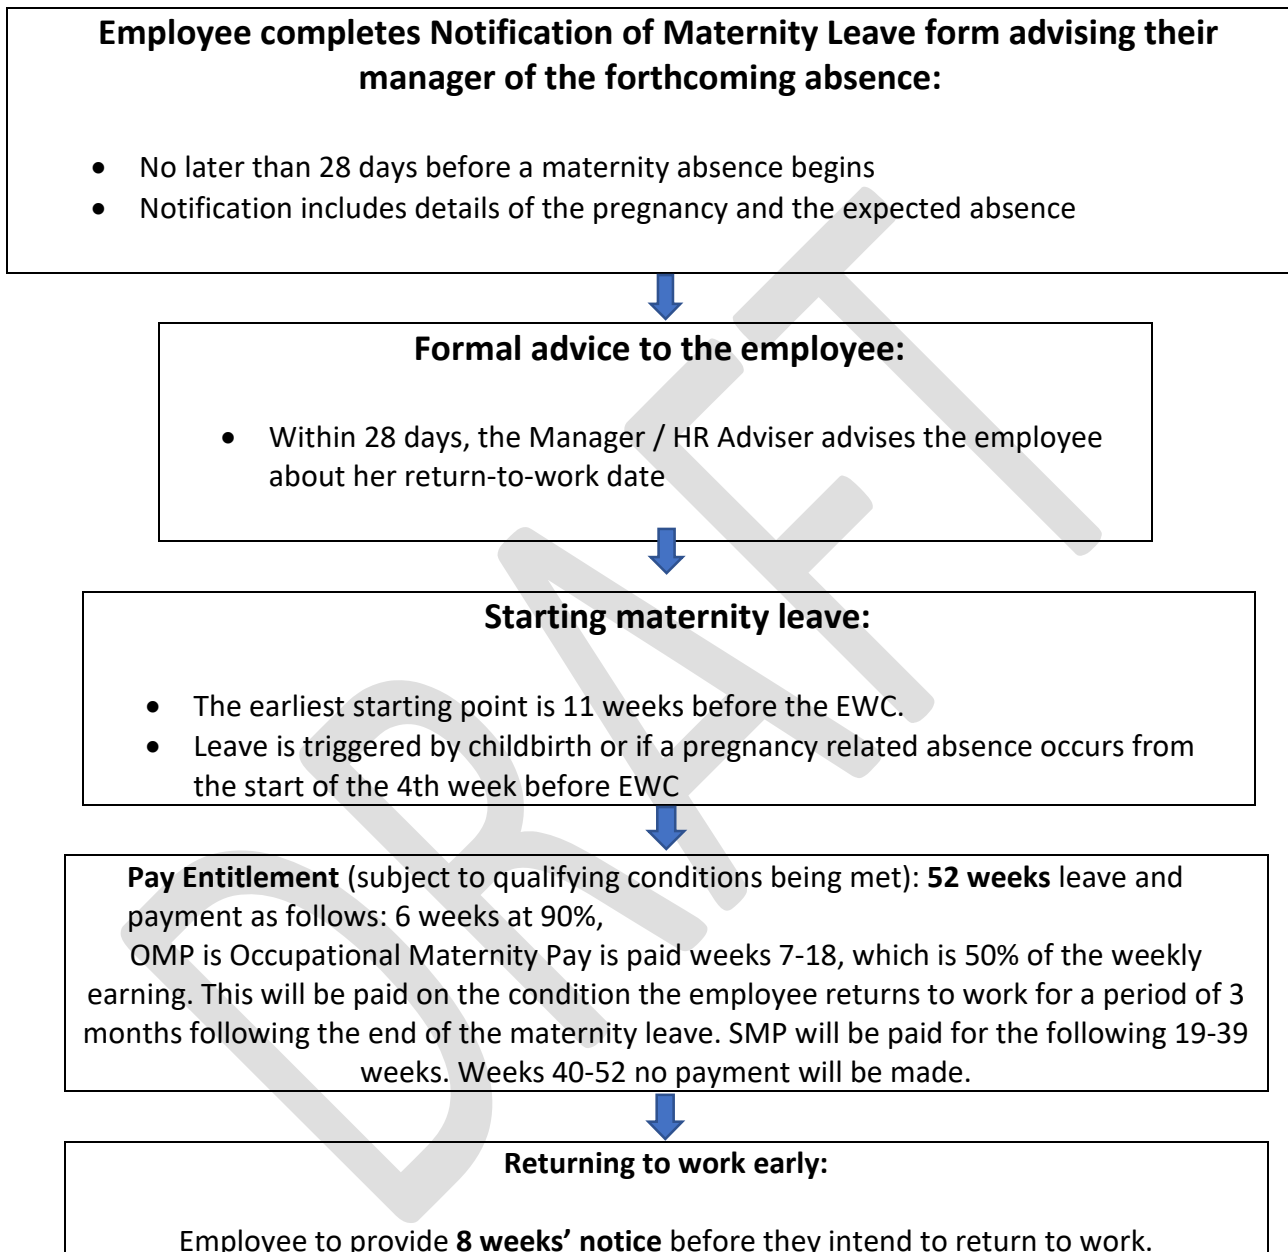 Employee completes Notification of Maternity Leave form advising their
manager of the forthcoming absence:
• No later than 28 days before a maternity absence begins
• Notification includes details of the pregnancy and the expected absence
Formal advice to the employee:
• Within 28 days, the Manager / HR Adviser advises the employee
about her return-to-work date
Starting maternity leave:
• The earliest starting point is 11 weeks before the EWC.
• Leave is triggered by childbirth or if a pregnancy related absence occurs from
the start of the 4th week before EWC
Pay Entitlement (subject to qualifying conditions being met): 52 weeks leave and
payment as follows: 6 weeks at 90%,
OMP is Occupational Maternity Pay is paid weeks 7-18, which is 50% of the weekly
earning. This will be paid on the condition the employee returns to work for a period of 3
months following the end of the maternity leave. SMP will be paid for the following 19-39
weeks. Weeks 40-52 no payment will be made.
Returning to work early:
Employee to provide 8 weeks’ notice before they intend to return to work.
DRAFT